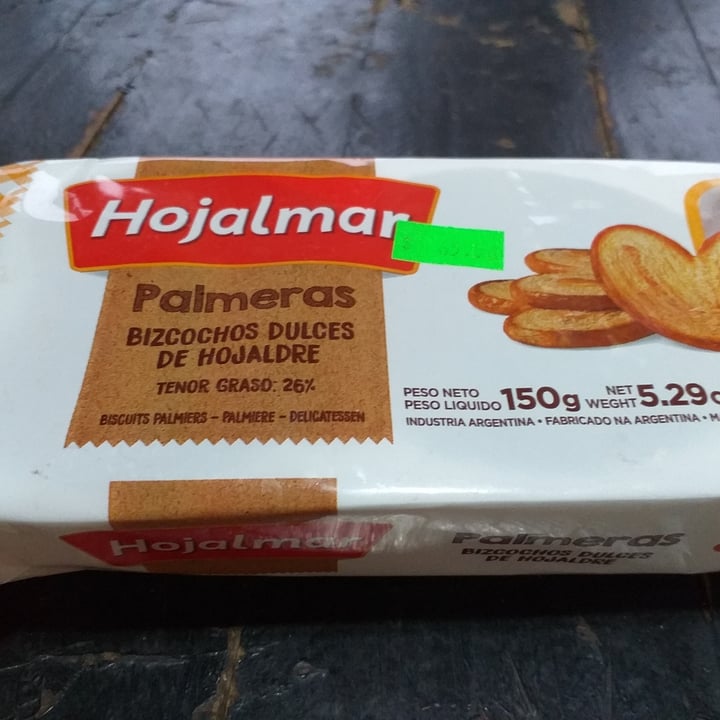 Hojalmar
Palmeras
BIZCOCHOS DULCES
DE HOJALDRE
TENOR GRASO: 26%
BISCUITS PALMIERS - PALMIERE - DELICATESSEN
PESO NETO
PESO LIQUIDO 150g NET WEGHT 5.29
INDUSTRIA ARGENTINA • FABRICADO NA ARGENTINA •
Hojalmar
Palmeras
BIZCOCHOS DULCES
DE HOJALDRE